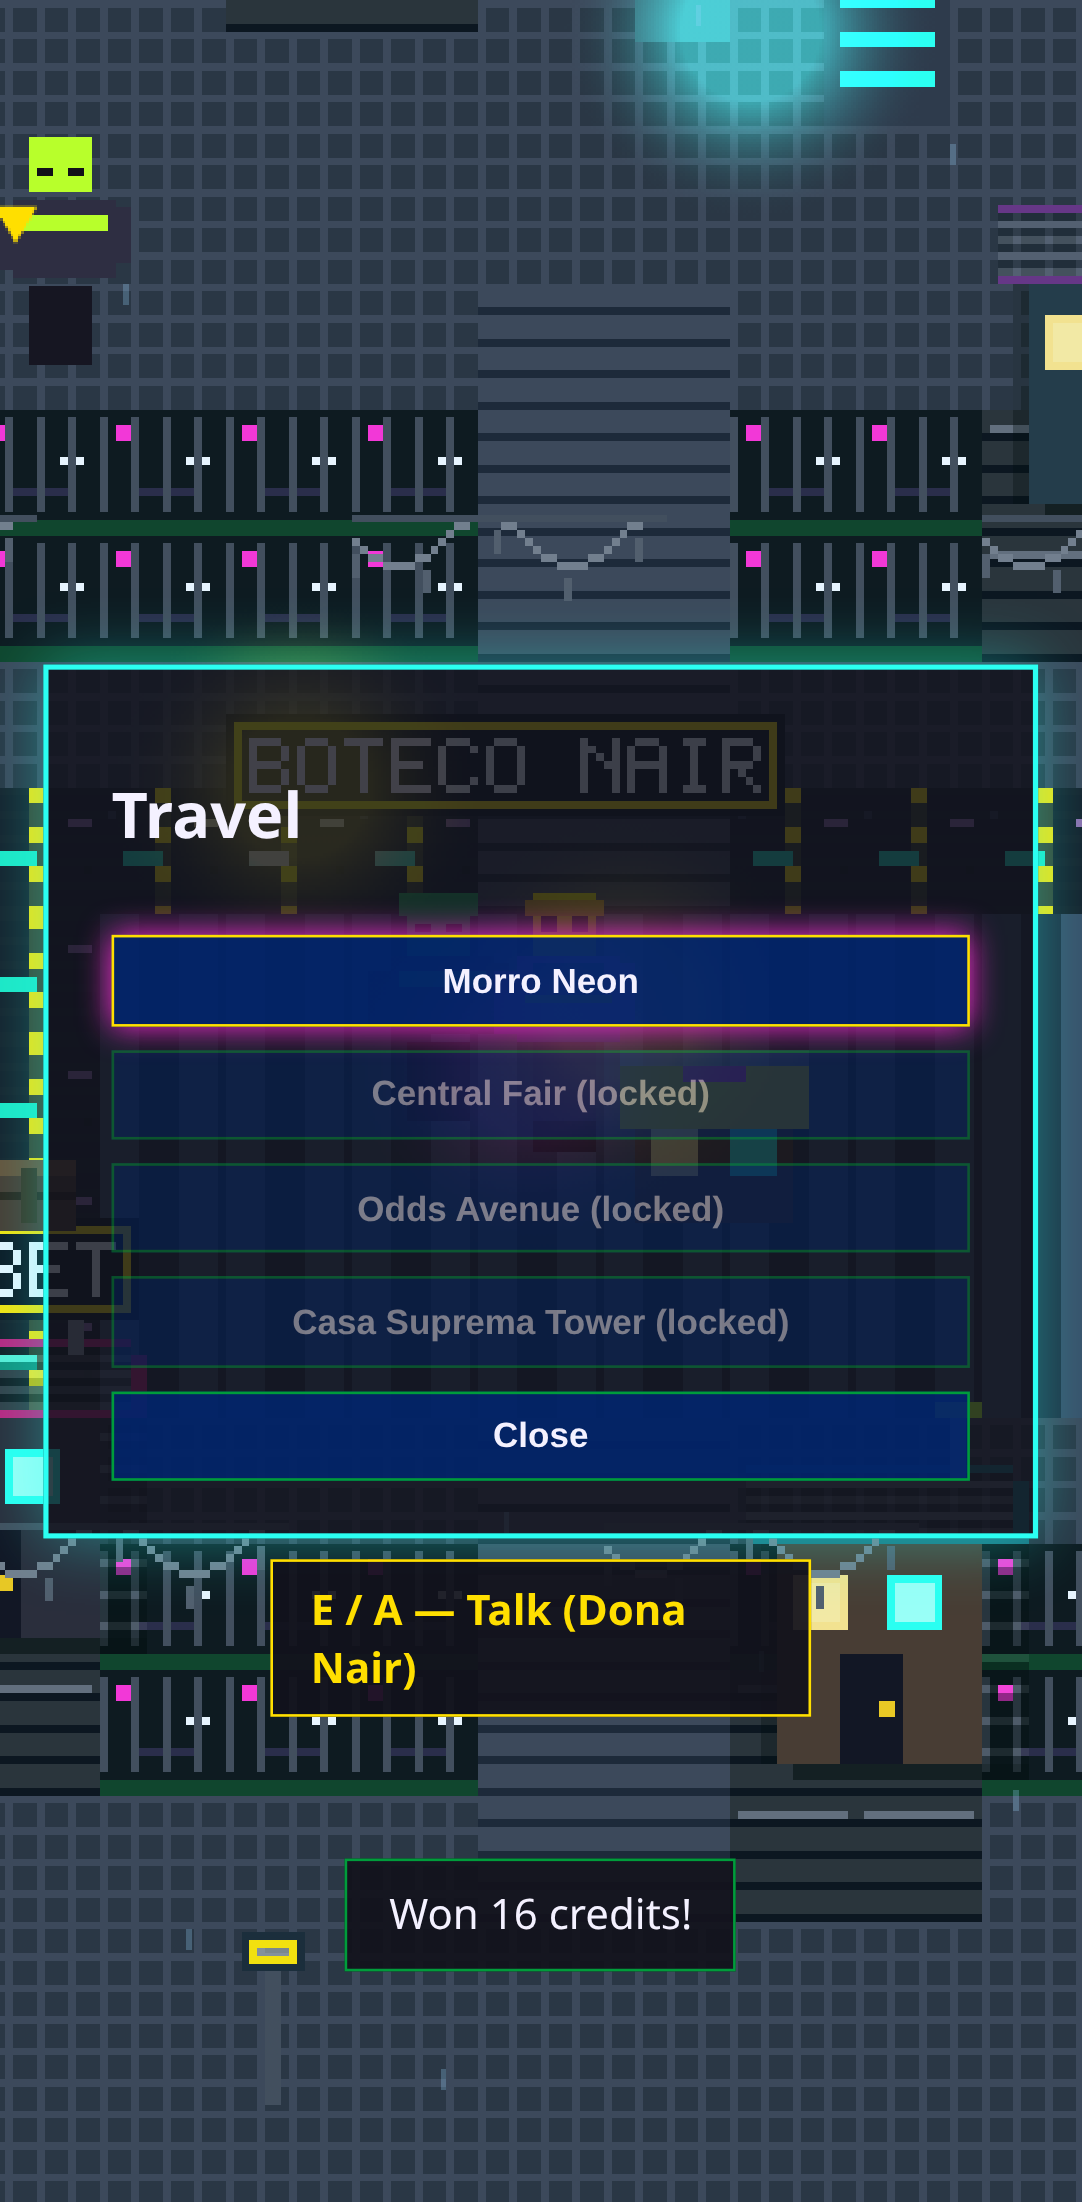 BOTECO NAIR
Travel
Morro Neon
Central Fair (locked)
Odds Avenue (locked)
BET
Casa Suprema Tower (locked)
Close
E / A — Talk (Dona
Nair)
Won 16 credits!